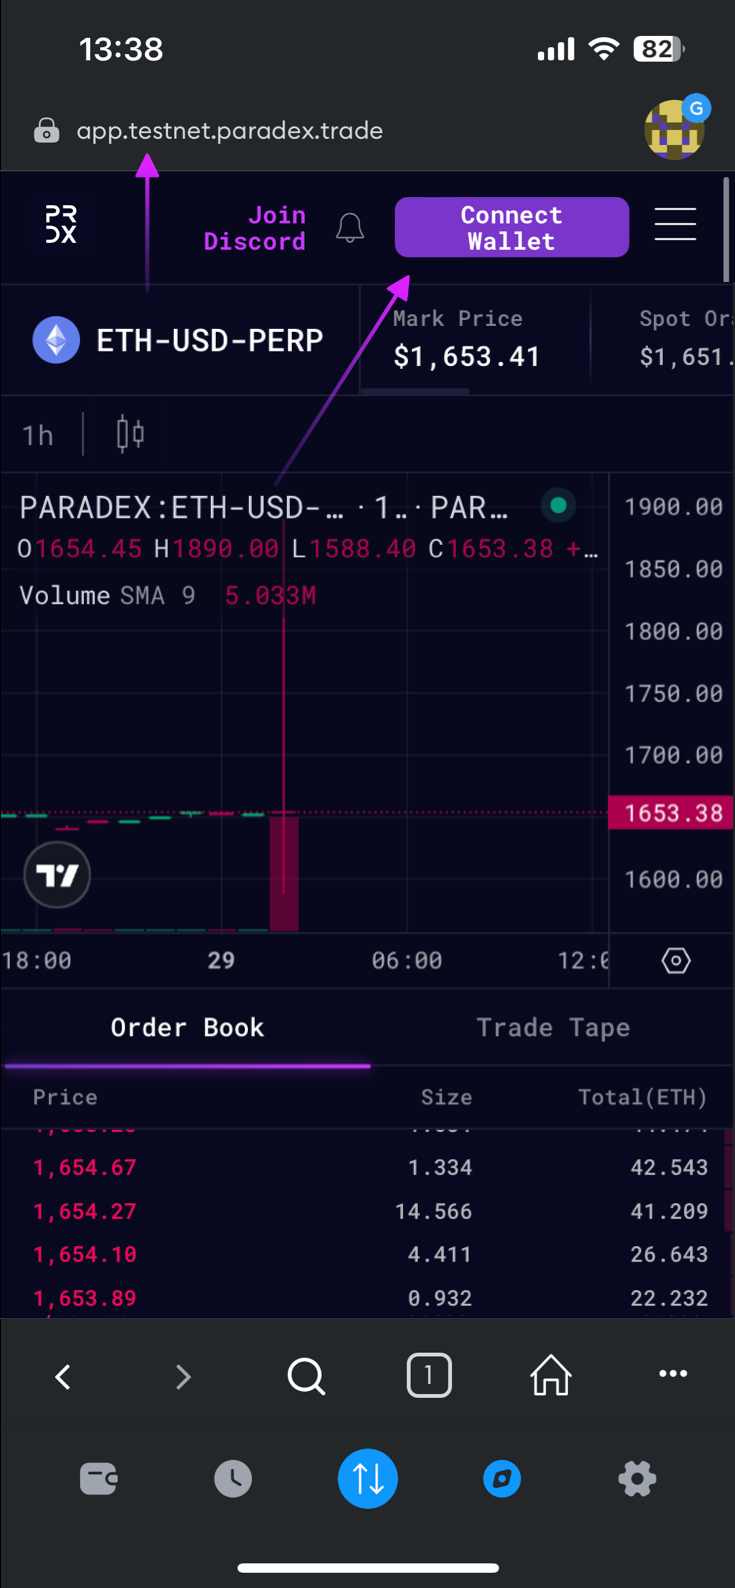 13:38
82
app.testnet.paradex.trade
G
PR
DX
Join
Discord
Connect
Wallet
ETH-USD-PERP
Mark Price
$1,653.41
Spot Or
$1,651.
1h
PARADEX:ETH-USD-… · 1‥ · PAR…
O1654.45 H1890.00 L1588.40 C1653.38 +…
Volume SMA 9 5.033M
1900.00
1850.00
1800.00
1750.00
1700.00
1653.38
1600.00
18:00 29 06:00 12:0
Order Book Trade Tape
Price Size Total(ETH)
1,654.67 1.334 42.543
1,654.27 14.566 41.209
1,654.10 4.411 26.643
1,653.89 0.932 22.232
1